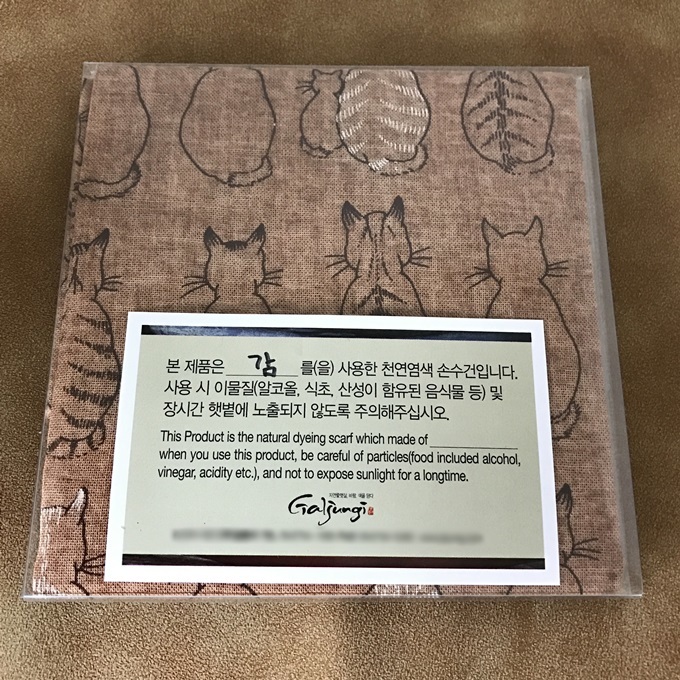 본 제품은 감 를(을) 사용한 천연염색 손수건입니다.
사용 시 이물질(알코올, 식초, 산성이 함유된 음식물 등) 및
장시간 햇볕에 노출되지 않도록 주의해주십시오.
This Product is the natural dyeing scarf which made of
when you use this product, be careful of particles(food included alcohol,
vinegar, acidity etc.), and not to expose sunlight for a longtime.
Galjungi